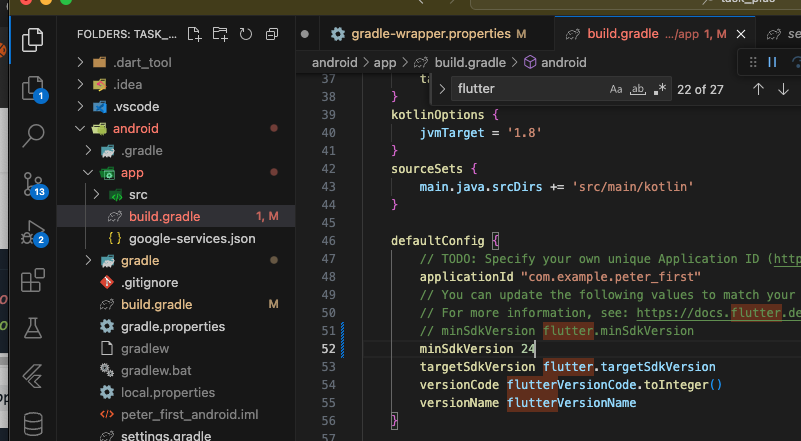 task_plus
FOLDERS: TASK_...
.dart_tool
.idea
.vscode
android
.gradle
app
src
build.gradle 1, M
google-services.json
gradle
.gitignore
build.gradle M
gradle.properties
gradlew
gradlew.bat
local.properties
peter_first_android.iml
settings.gradle
1
13
2
gradle-wrapper.properties M
build.gradle .../app 1, M
se
android > app > build.gradle > android
flutter
Aa ab .*
22 of 27
37 ta
38 }
39 kotlinOptions {
40 jvmTarget = '1.8'
41 }
42 sourceSets {
43 main.java.srcDirs += 'src/main/kotlin'
44 }
45
46 defaultConfig {
47 // TODO: Specify your own unique Application ID (http
48 applicationId "com.example.peter_first"
49 // You can update the following values to match your
50 // For more information, see: https://docs.flutter.de
51 // minSdkVersion flutter.minSdkVersion
52 minSdkVersion 24
53 targetSdkVersion flutter.targetSdkVersion
54 versionCode flutterVersionCode.toInteger()
55 versionName flutterVersionName
56 }
57